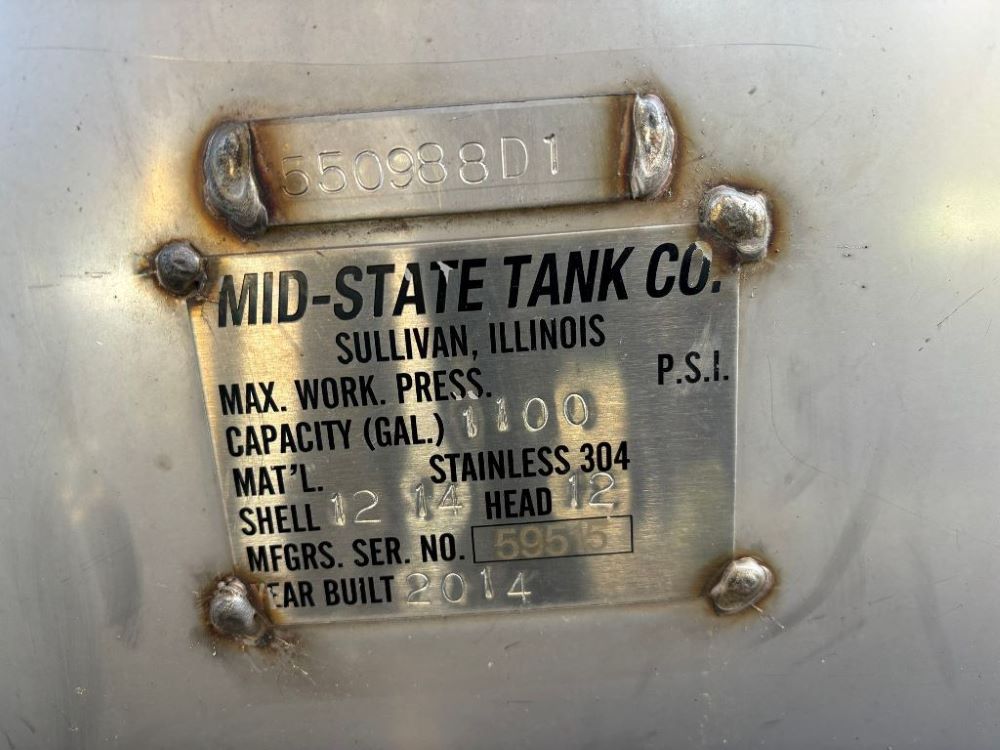 550988D1
MID-STATE TANK CO.
SULLIVAN, ILLINOIS
MAX. WORK. PRESS. P.S.I.
CAPACITY (GAL.) 1100
MAT'L. STAINLESS 304
SHELL 12 14 HEAD 12
MFGRS. SER. NO. 59515
YEAR BUILT 2014